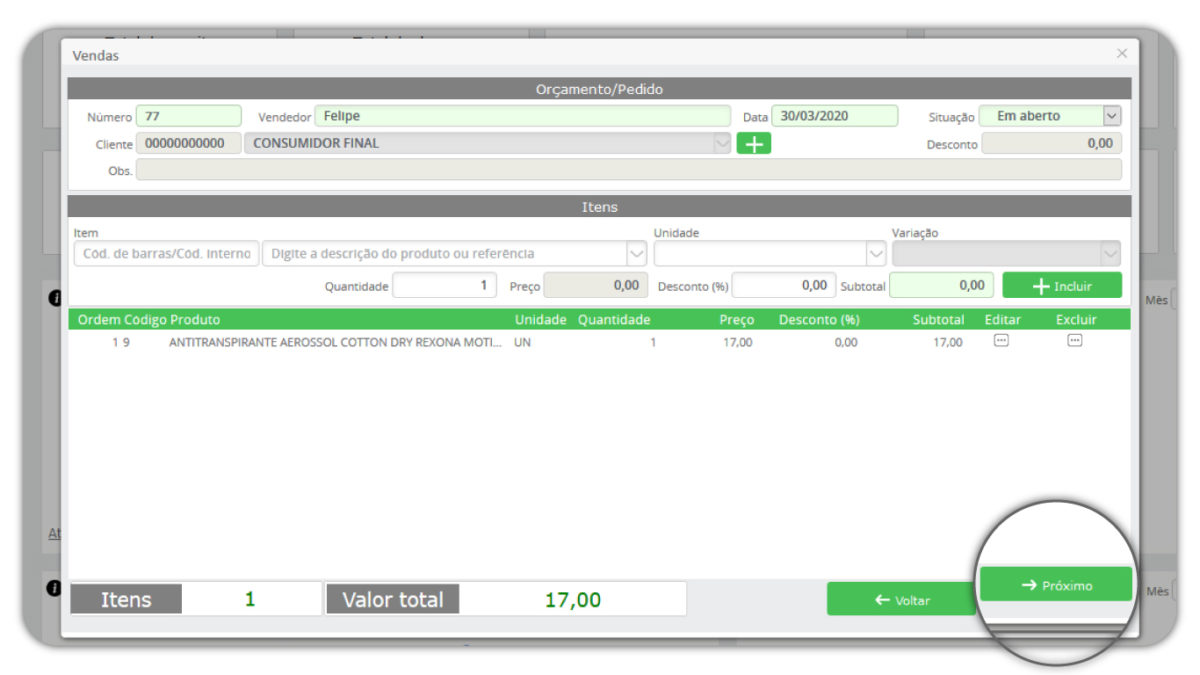 Vendas
Orçamento/Pedido
Número 77 Vendedor Felipe Data 30/03/2020 Situação Em aberto
Cliente 00000000000 CONSUMIDOR FINAL Desconto 0,00
Obs.
Itens
Item Unidade Variação
Cód. de barras/Cód. Interno Digite a descrição do produto ou referência
Quantidade 1 Preço 0,00 Desconto (%) 0,00 Subtotal 0,00 Incluir
Mês
Ordem Codigo Produto Unidade Quantidade Preço Desconto (%) Subtotal Editar Excluir
1 9 ANTITRANSPIRANTE AEROSSOL COTTON DRY REXONA MOTI... UN 1 17,00 0,00 17,00
Itens 1 Valor total 17,00 Voltar Próximo
Mês